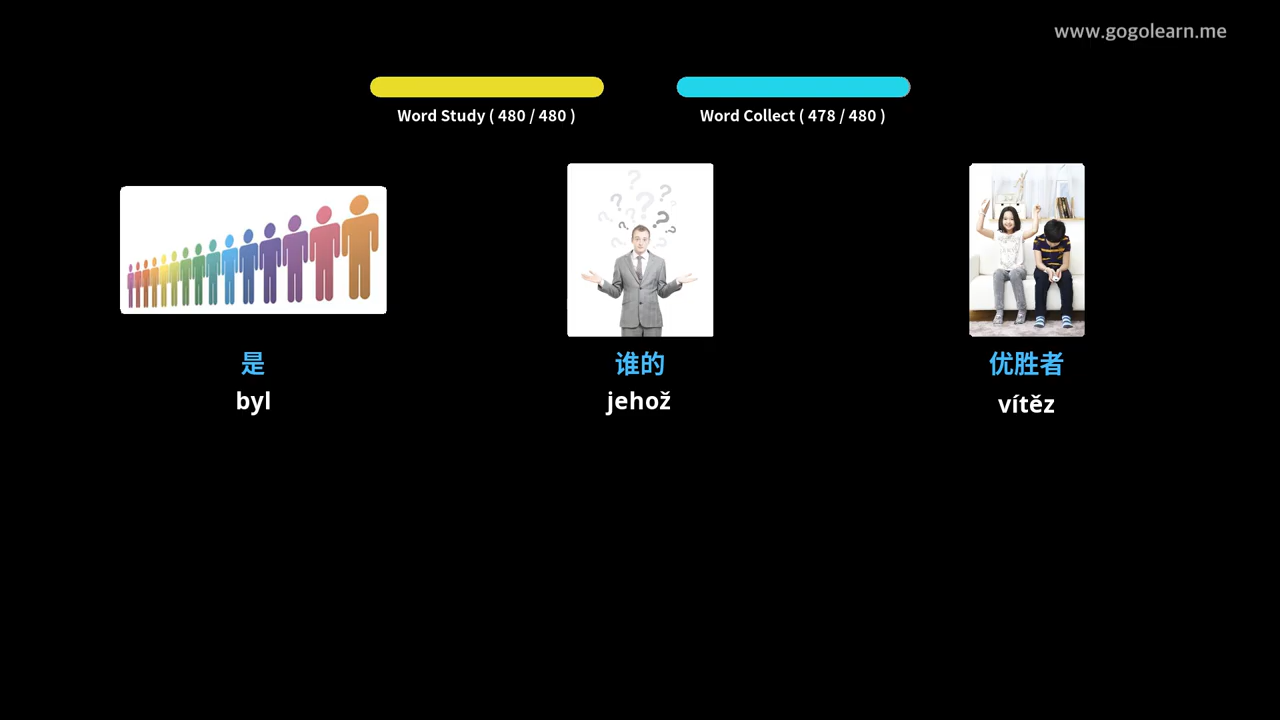 www.gogolearn.me
Word Study ( 480 / 480 )
Word Collect ( 478 / 480 )
是
byl
谁的
jehož
优胜者
vítěz